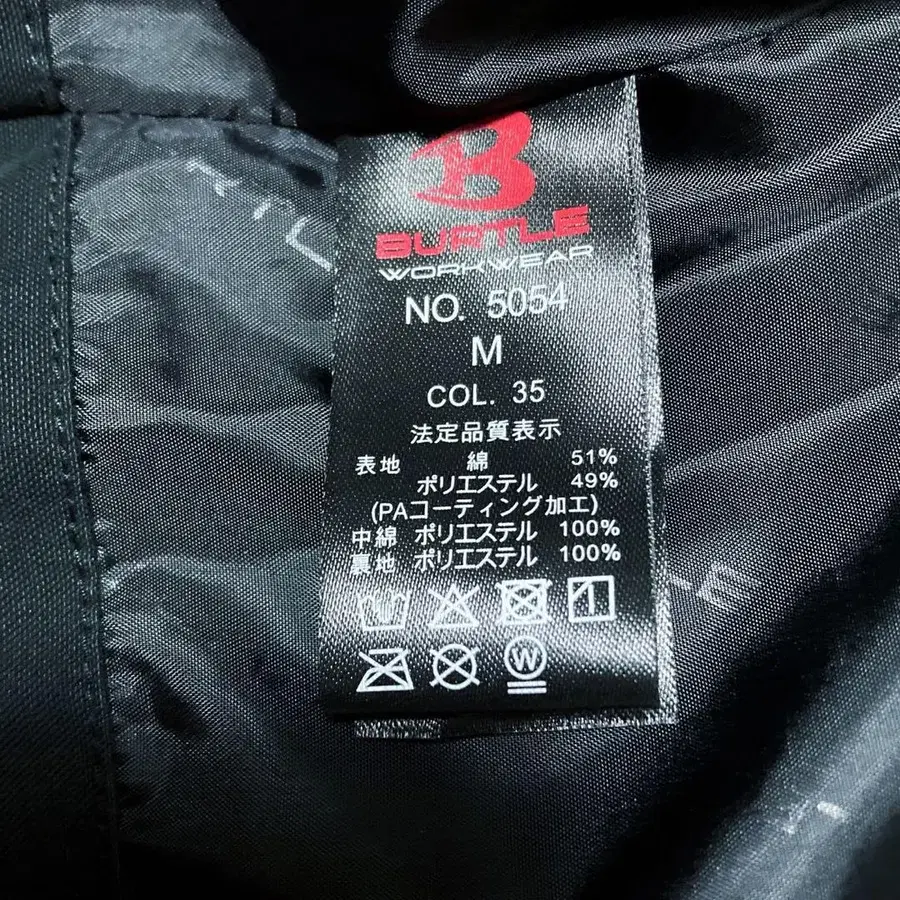 BURTLE
WORKWEAR
NO. 5054
M
COL. 35
法定品質表示
表地 綿 51%
ポリエステル 49%
(PAコーティング加工)
中綿 ポリエステル 100%
裏地 ポリエステル 100%
W